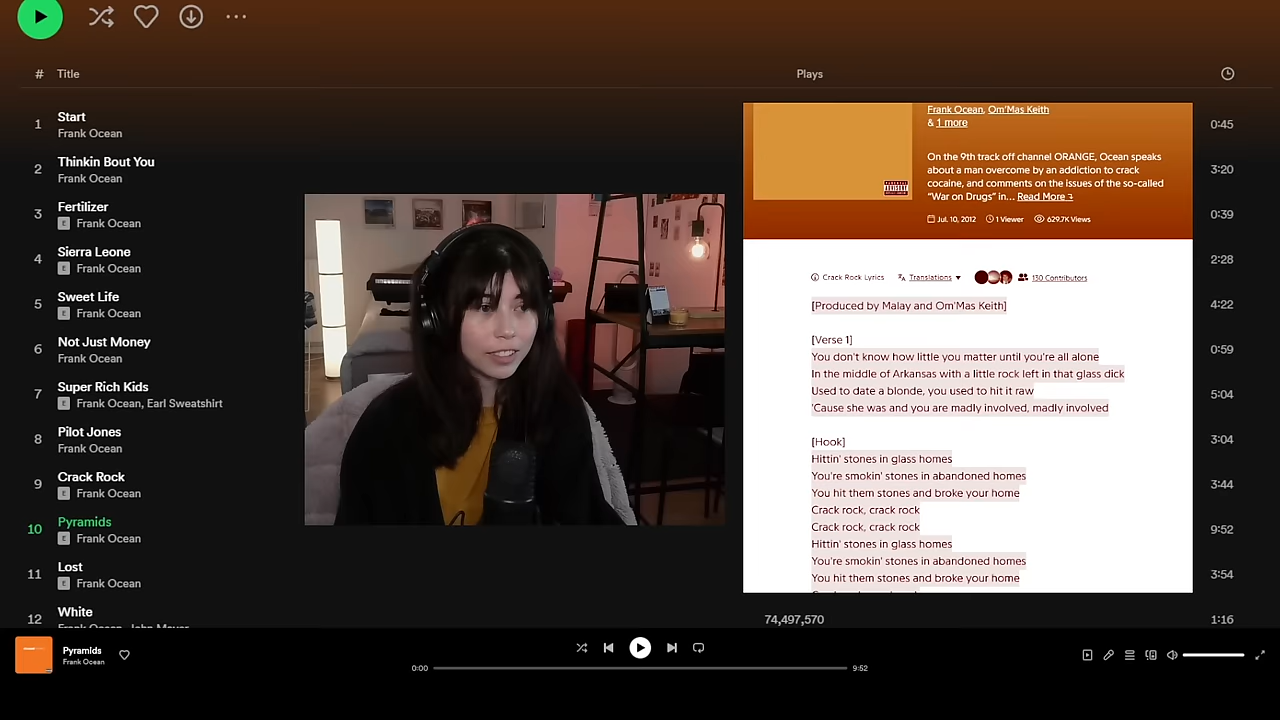 # Title Plays
1 Start 0:45
Frank Ocean
2 Thinkin Bout You 3:20
Frank Ocean
3 Fertilizer 0:39
E Frank Ocean
4 Sierra Leone 2:28
E Frank Ocean
5 Sweet Life 4:22
E Frank Ocean
6 Not Just Money 0:59
Frank Ocean
7 Super Rich Kids 5:04
E Frank Ocean, Earl Sweatshirt
8 Pilot Jones 3:04
Frank Ocean
9 Crack Rock 3:44
E Frank Ocean
10 Pyramids 9:52
E Frank Ocean
11 Lost 3:54
E Frank Ocean
12 White 74,497,570 1:16
Frank Ocean, John Mayer
Frank Ocean, Om'Mas Keith
& 1 more
On the 9th track off channel ORANGE, Ocean speaks
about a man overcome by an addiction to crack
cocaine, and comments on the issues of the so-called
“War on Drugs” in... Read More
Jul. 10, 2012 1 Viewer 629.7K Views
Crack Rock Lyrics Translations 130 Contributors
[Produced by Malay and Om'Mas Keith]
[Verse 1]
You don't know how little you matter until you're all alone
In the middle of Arkansas with a little rock left in that glass dick
Used to date a blonde, you used to hit it raw
'Cause she was and you are madly involved, madly involved
[Hook]
Hittin' stones in glass homes
You're smokin' stones in abandoned homes
You hit them stones and broke your home
Crack rock, crack rock
Crack rock, crack rock
Hittin' stones in glass homes
You're smokin' stones in abandoned homes
You hit them stones and broke your home
Pyramids
Frank Ocean
0:00 9:52